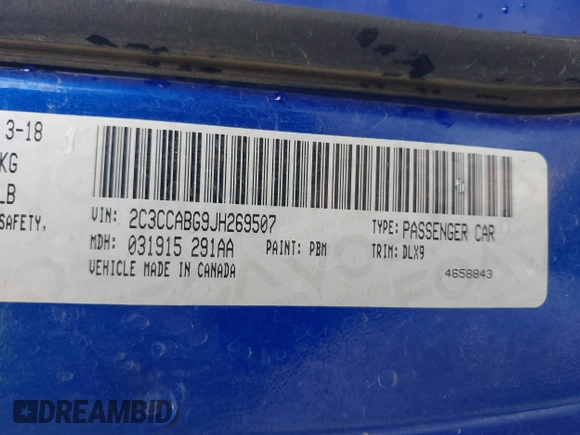 3-18
KG
LB
SAFETY,
VIN: 2C3CCABG9JH269507
TYPE: PASSENGER CAR
MDH: 031915 291AA
PAINT: PBM
TRIM: DLX9
VEHICLE MADE IN CANADA
4658843
DREAMBID